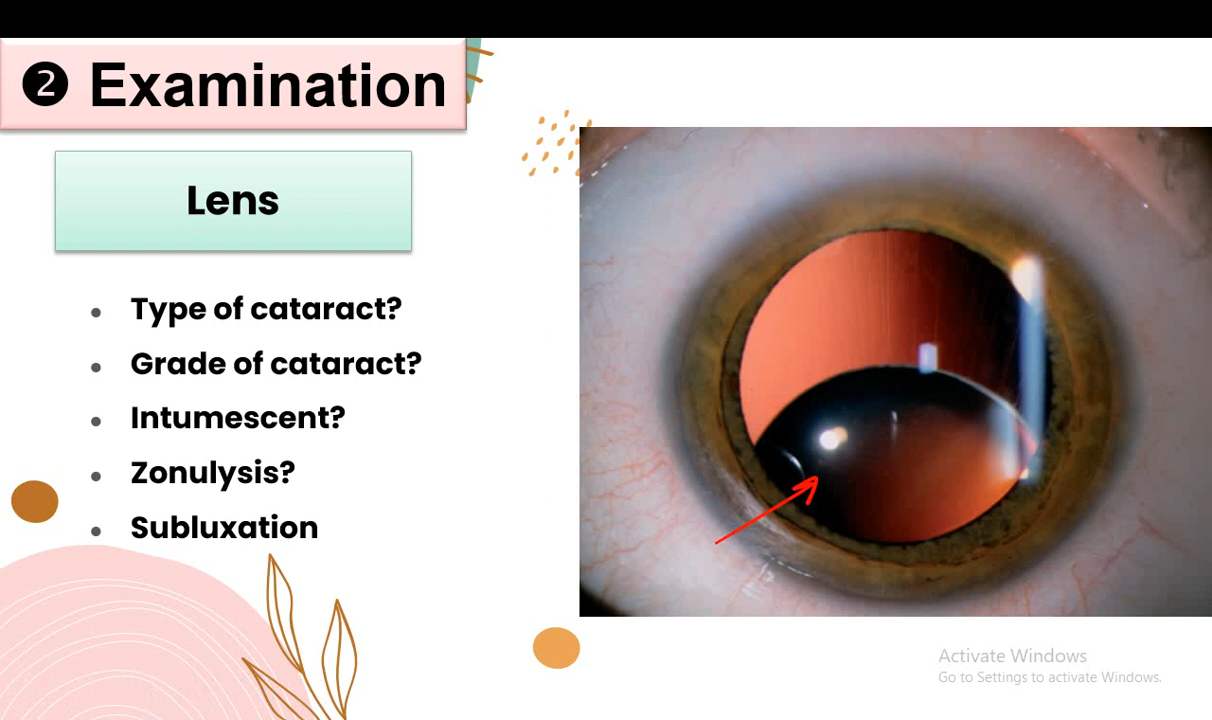 ❷ Examination
Lens
• Type of cataract?
• Grade of cataract?
• Intumescent?
• Zonulysis?
• Subluxation
Activate Windows
Go to Settings to activate Windows.